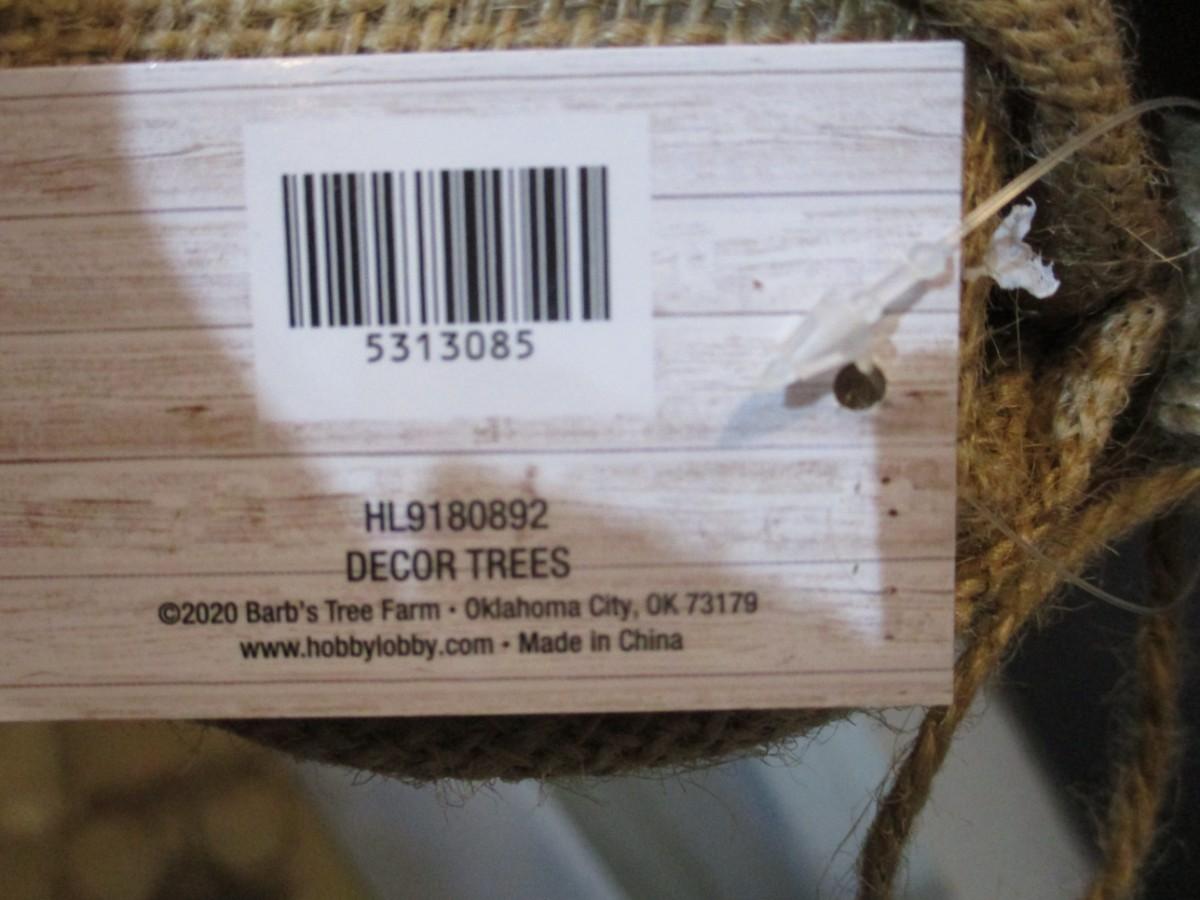 5313085
HL9180892
DECOR TREES
©2020 Barb's Tree Farm • Oklahoma City, OK 73179
www.hobbylobby.com • Made in China